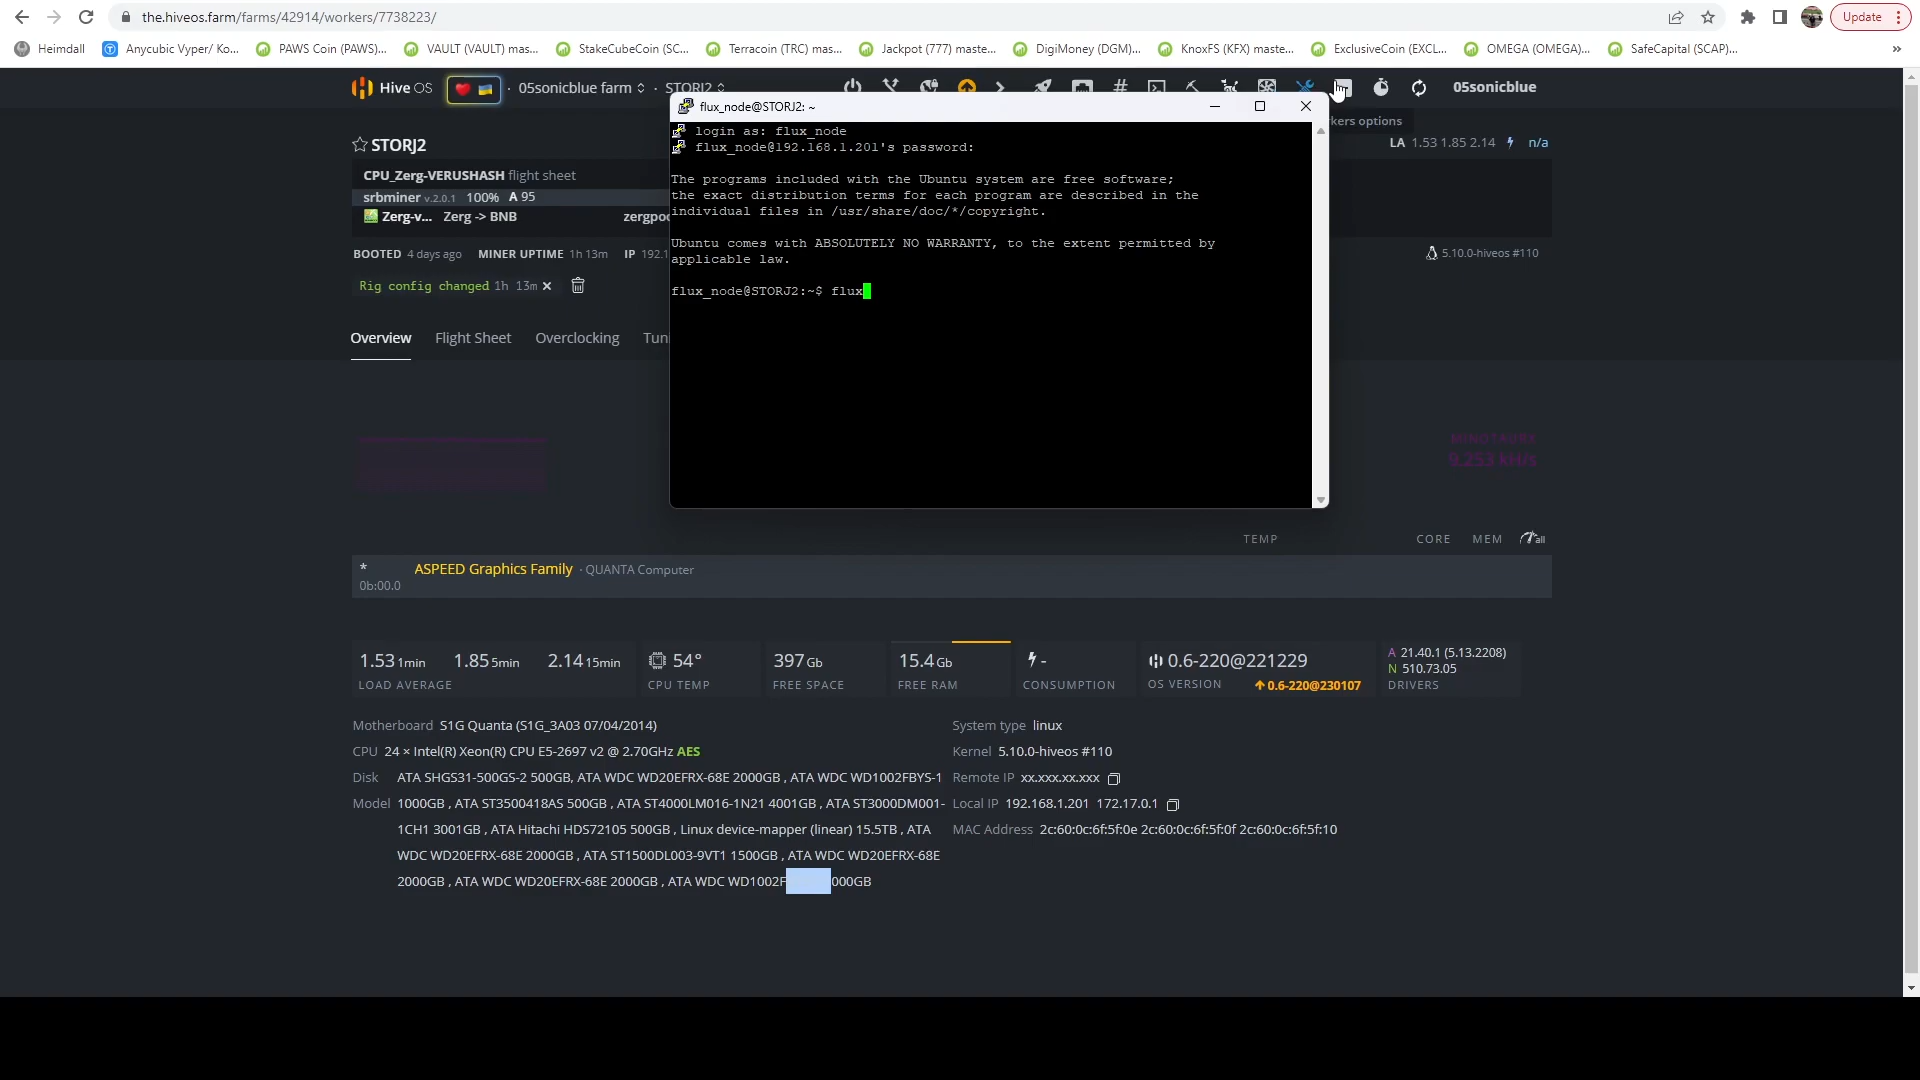 the.hiveos.farm/farms/42914/workers/7738223/
Update
Heimdall
Anycubic Vyper/ Ko...
PAWS Coin (PAWS)...
VAULT (VAULT) mas...
StakeCubeCoin (SC...
Terracoin (TRC) mas...
Jackpot (777) maste...
DigiMoney (DGM)...
KnoxFS (KFX) maste...
ExclusiveCoin (EXCL...
OMEGA (OMEGA)...
SafeCapital (SCAP)...
»
Hive OS · 05sonicblue farm · STORJ2
05sonicblue
flux_node@STORJ2: ~
login as: flux_node
flux_node@192.168.1.201's password:
The programs included with the Ubuntu system are free software;
the exact distribution terms for each program are described in the
individual files in /usr/share/doc/*/copyright.
Ubuntu comes with ABSOLUTELY NO WARRANTY, to the extent permitted by
applicable law.
flux_node@STORJ2:~$ flux
kers options
STORJ2
LA 1.53 1.85 2.14 n/a
CPU_Zerg-VERUSHASH flight sheet
srbminer v.2.0.1 100% A 95
Zerg-v... Zerg -> BNB zergpoo
BOOTED 4 days ago MINER UPTIME 1h 13m IP 192.1
5.10.0-hiveos #110
Rig config changed 1h 13m ×
Overview Flight Sheet Overclocking Tun
MINOTAURX
9.253 kH/s
TEMP CORE MEM all
* ASPEED Graphics Family · QUANTA Computer
0b:00.0
1.53 1min 1.85 5min 2.14 15min
LOAD AVERAGE
54°
CPU TEMP
397 Gb
FREE SPACE
15.4 Gb
FREE RAM
-
CONSUMPTION
0.6-220@221229
OS VERSION 0.6-220@230107
A 21.40.1 (5.13.2208)
N 510.73.05
DRIVERS
Motherboard S1G Quanta (S1G_3A03 07/04/2014)
CPU 24 × Intel(R) Xeon(R) CPU E5-2697 v2 @ 2.70GHz AES
Disk ATA SHGS31-500GS-2 500GB, ATA WDC WD20EFRX-68E 2000GB , ATA WDC WD1002FBYS-1
Model 1000GB , ATA ST3500418AS 500GB , ATA ST4000LM016-1N21 4001GB , ATA ST3000DM001-
1CH1 3001GB , ATA Hitachi HDS72105 500GB , Linux device-mapper (linear) 15.5TB , ATA
WDC WD20EFRX-68E 2000GB , ATA ST1500DL003-9VT1 1500GB , ATA WDC WD20EFRX-68E
2000GB , ATA WDC WD20EFRX-68E 2000GB , ATA WDC WD1002F 000GB
System type linux
Kernel 5.10.0-hiveos #110
Remote IP xx.xxx.xx.xxx
Local IP 192.168.1.201 172.17.0.1
MAC Address 2c:60:0c:6f:5f:0e 2c:60:0c:6f:5f:0f 2c:60:0c:6f:5f:10